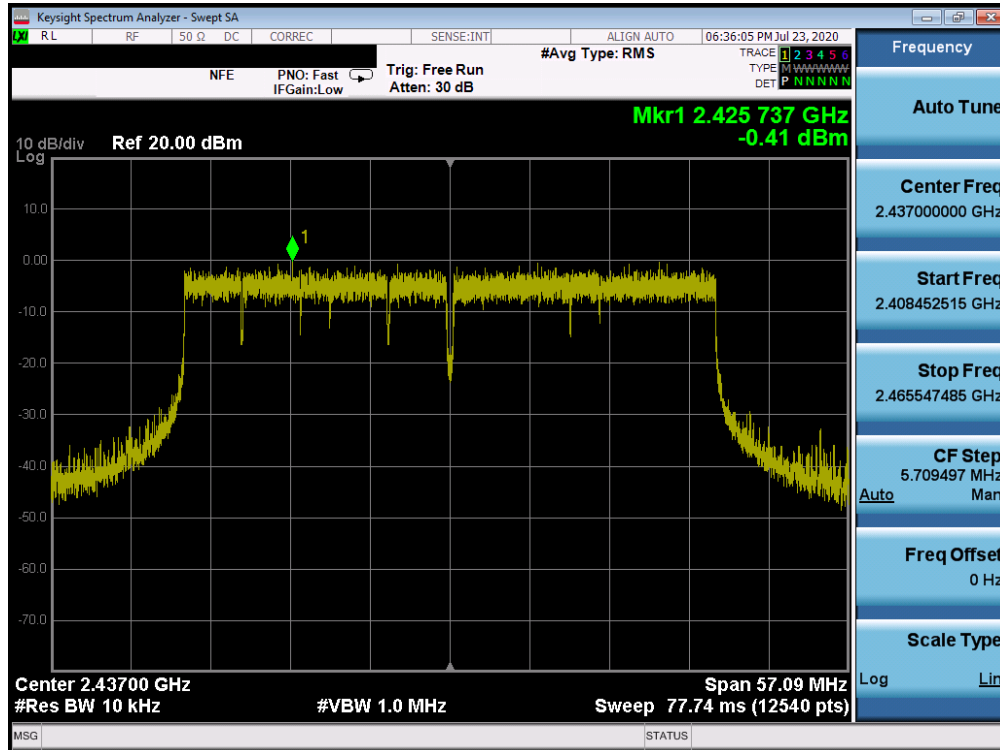 Keysight Spectrum Analyzer - Swept SA
LXI RL RF 50 Ω DC CORREC SENSE:INT ALIGN AUTO 06:36:05 PM Jul 23, 2020
NFE PNO: Fast Trig: Free Run #Avg Type: RMS TRACE 1 2 3 4 5 6
IFGain:Low Atten: 30 dB TYPE M WWWWW
DET P N N N N N
Mkr1 2.425 737 GHz
-0.41 dBm
10 dB/div Ref 20.00 dBm
Log
10.0
0.00
-10.0
-20.0
-30.0
-40.0
-50.0
-60.0
-70.0
1
Center 2.43700 GHz Span 57.09 MHz
#Res BW 10 kHz #VBW 1.0 MHz Sweep 77.74 ms (12540 pts)
MSG STATUS
Frequency
Auto Tune
Center Freq
2.437000000 GHz
Start Freq
2.408452515 GHz
Stop Freq
2.465547485 GHz
CF Step
5.709497 MHz
Auto Man
Freq Offset
0 Hz
Scale Type
Log Lin